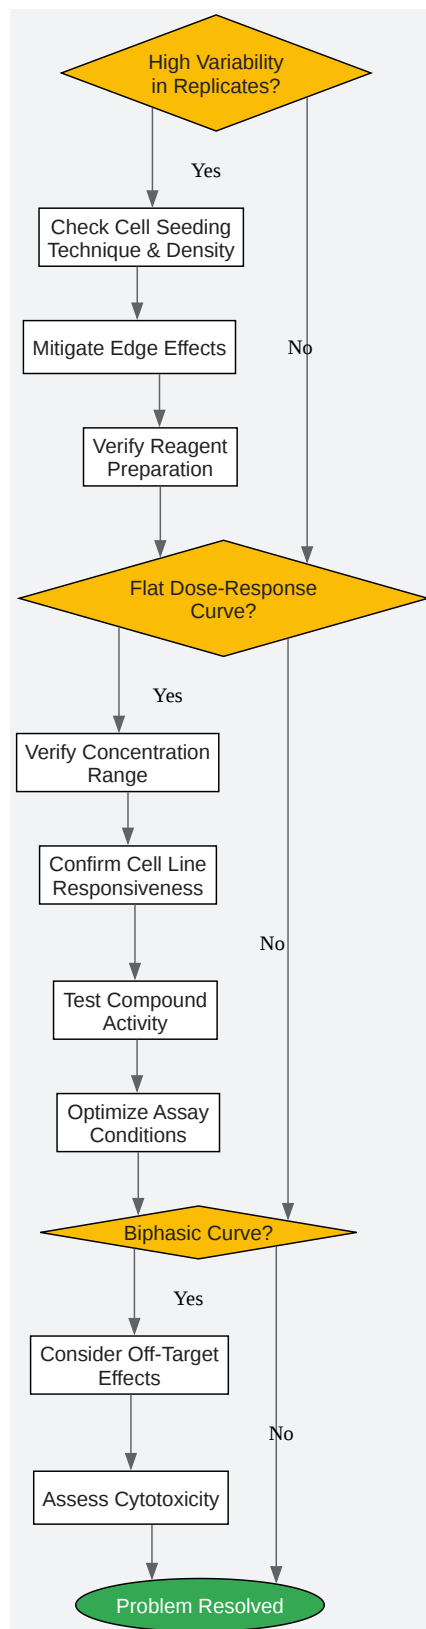 High Variability
in Replicates?
Yes
Check Cell Seeding
Technique & Density
Mitigate Edge Effects
No
Verify Reagent
Preparation
Flat Dose-Response
Curve?
Yes
Verify Concentration
Range
Confirm Cell Line
Responsiveness
No
Test Compound
Activity
Optimize Assay
Conditions
Biphasic Curve?
Yes
Consider Off-Target
Effects
No
Assess Cytotoxicity
Problem Resolved